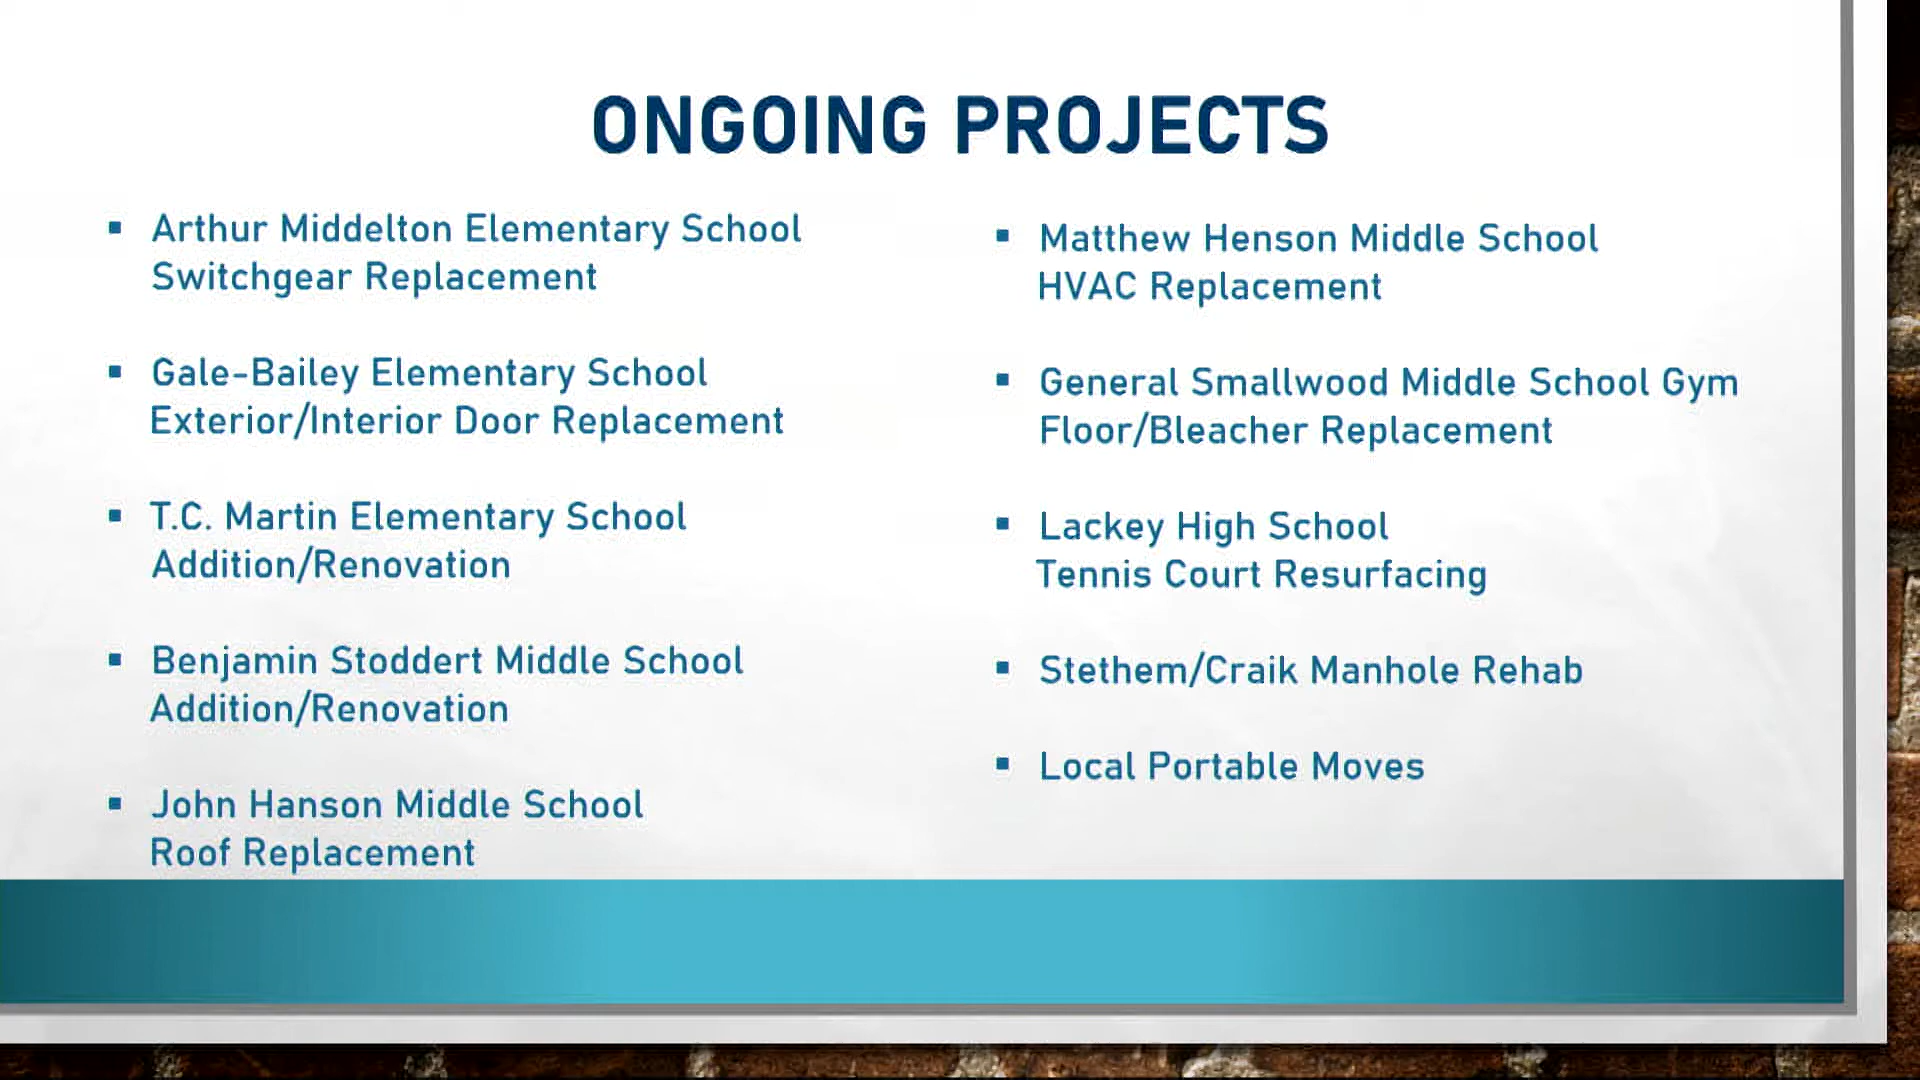 ONGOING PROJECTS
▪ Arthur Middelton Elementary School
Switchgear Replacement
▪ Gale-Bailey Elementary School
Exterior/Interior Door Replacement
▪ T.C. Martin Elementary School
Addition/Renovation
▪ Benjamin Stoddert Middle School
Addition/Renovation
▪ John Hanson Middle School
Roof Replacement
▪ Matthew Henson Middle School
HVAC Replacement
▪ General Smallwood Middle School Gym
Floor/Bleacher Replacement
▪ Lackey High School
Tennis Court Resurfacing
▪ Stethem/Craik Manhole Rehab
▪ Local Portable Moves